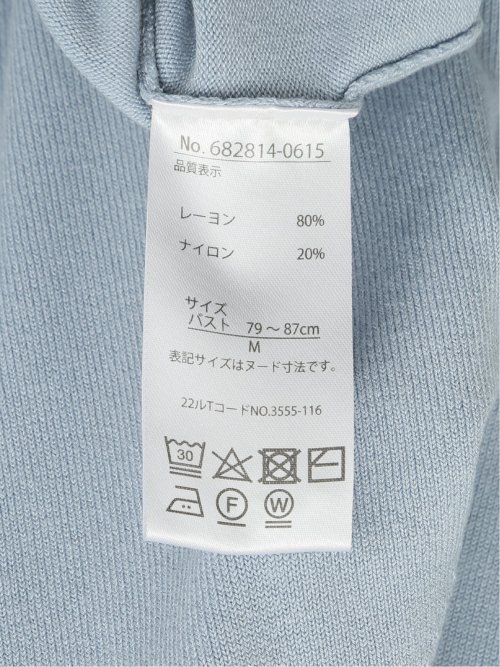 No. 682814-0615
品質表示
レーヨン 80%
ナイロン 20%
サイズ
バスト 79～87cm
M
表記サイズはヌード寸法です。
22ルTコードNO.3555-116
30
F W